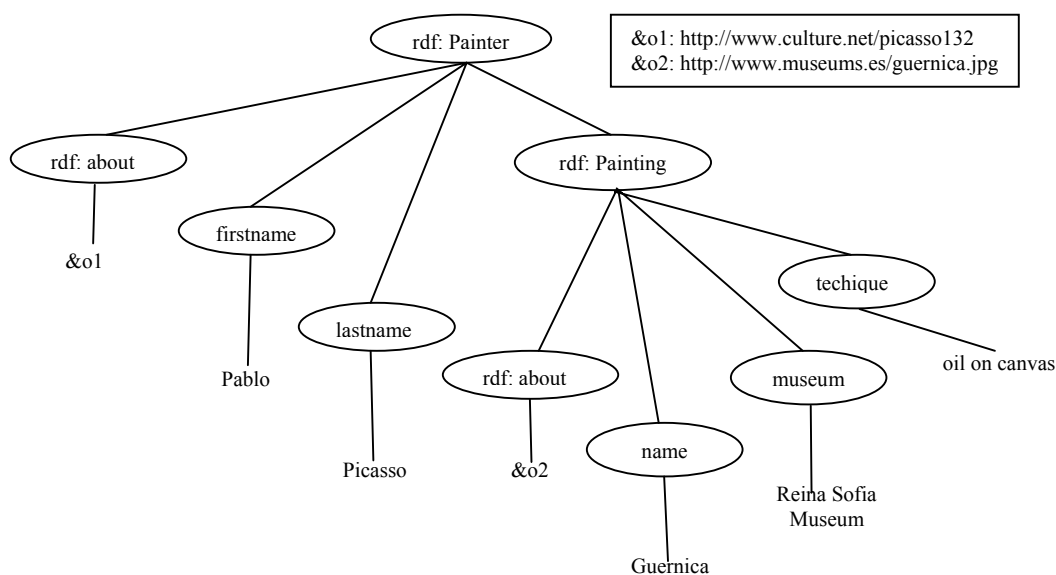 rdf: Painter
&o1: http://www.culture.net/picasso132
&o2: http://www.museums.es/guernica.jpg
rdf: about
rdf: Painting
firstname
&o1
techique
lastname
oil on canvas
rdf: about
museum
Pablo
name
Picasso
&o2
Reina Sofia
Museum
Guernica